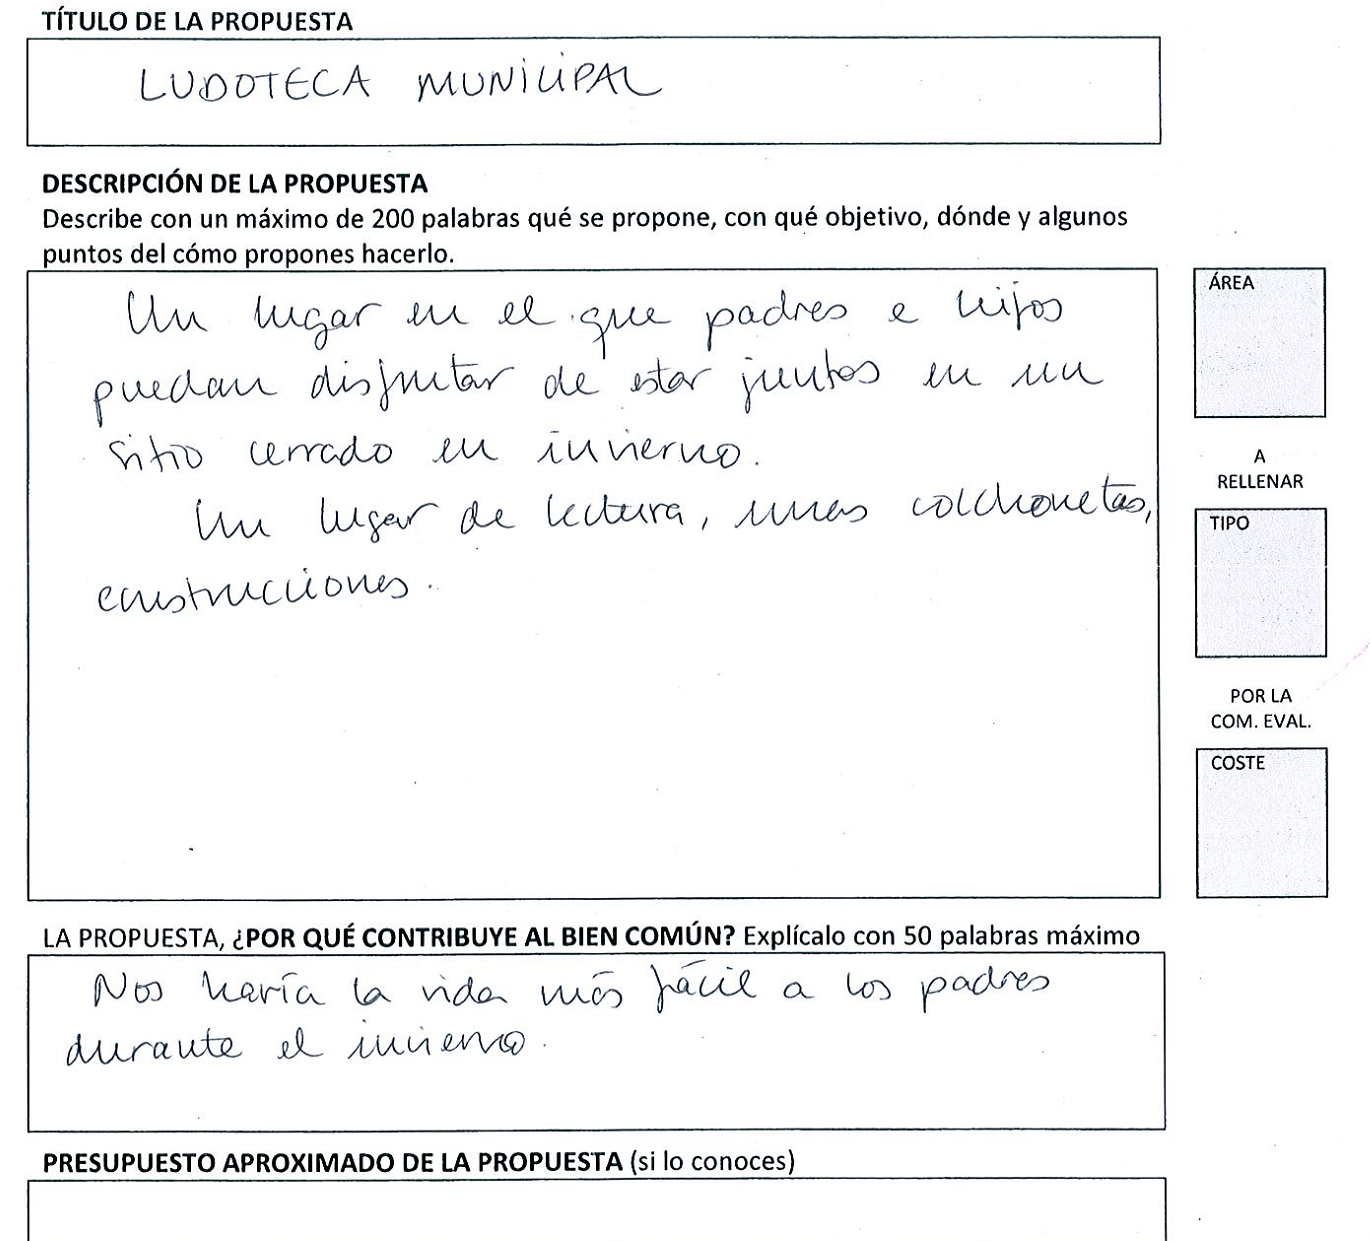 TÍTULO DE LA PROPUESTA
LUDOTECA MUNICIPAL
DESCRIPCIÓN DE LA PROPUESTA
Describe con un máximo de 200 palabras qué se propone, con qué objetivo, dónde y algunos
puntos del cómo propones hacerlo.
Un lugar en el que padres e hijos
puedan disfrutar de estar juntos en un
sitio cerrado en invierno.
Un lugar de lectura, unas colchonetas,
construcciones.
ÁREA
A
RELLENAR
TIPO
POR LA
COM. EVAL.
COSTE
LA PROPUESTA, ¿POR QUÉ CONTRIBUYE AL BIEN COMÚN? Explícalo con 50 palabras máximo
Nos haría la vida más fácil a los padres
durante el invierno.
PRESUPUESTO APROXIMADO DE LA PROPUESTA (si lo conoces)